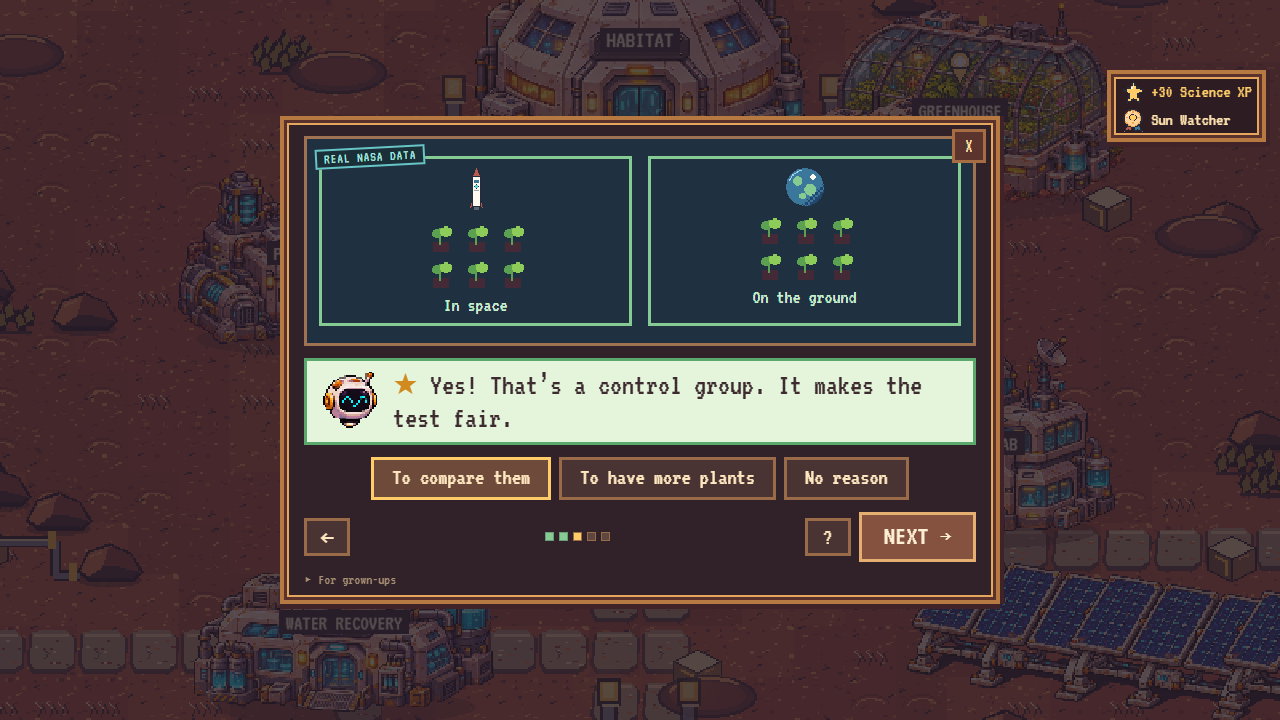 HABITAT
GREENHOUSE
+30 Science XP
Sun Watcher
REAL NASA DATA
X
In space
On the ground
★ Yes! That's a control group. It makes the
test fair.
To compare them
To have more plants
No reason
←
?
NEXT →
▸ For grown-ups
WATER RECOVERY